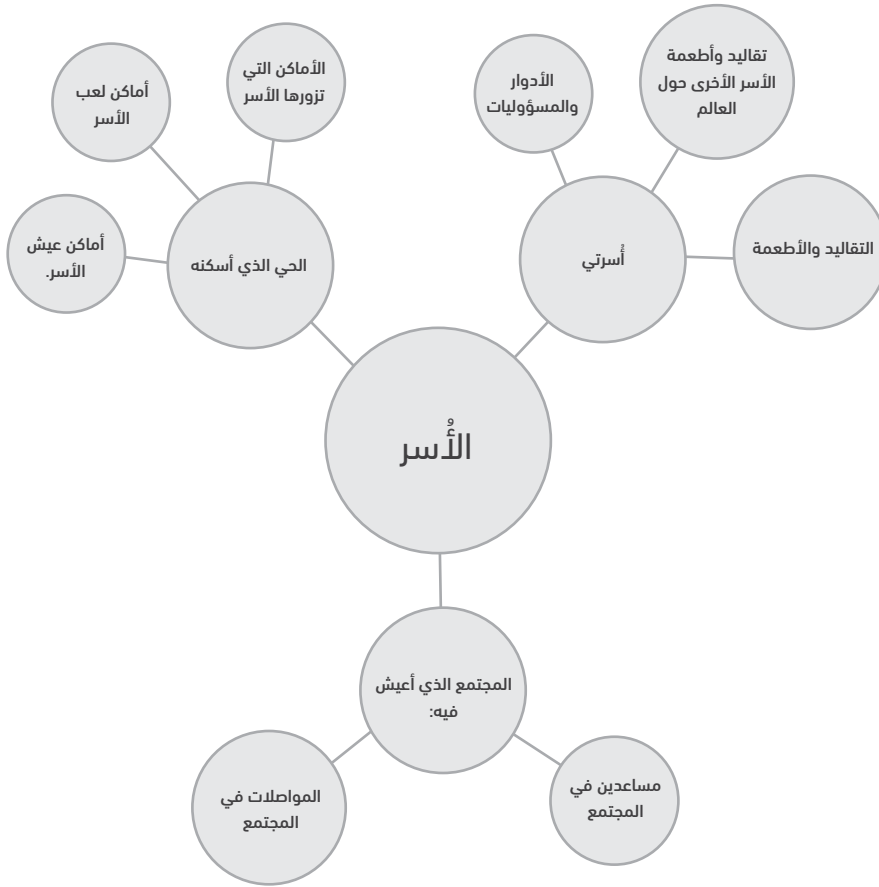 تقاليد وأطعمة
الأسر الأخرى حول
العالم
الأدوار
والمسؤوليات
التقاليد والأطعمة
أُسرتي
الأماكن التي
تزورها الأسر
أماكن لعب
الأسر
أماكن عيش
الأسر.
الحي الذي أسكنه
الأُسر
المجتمع الذي أعيش
فيه:
مساعدين في
المجتمع
المواصلات في
المجتمع